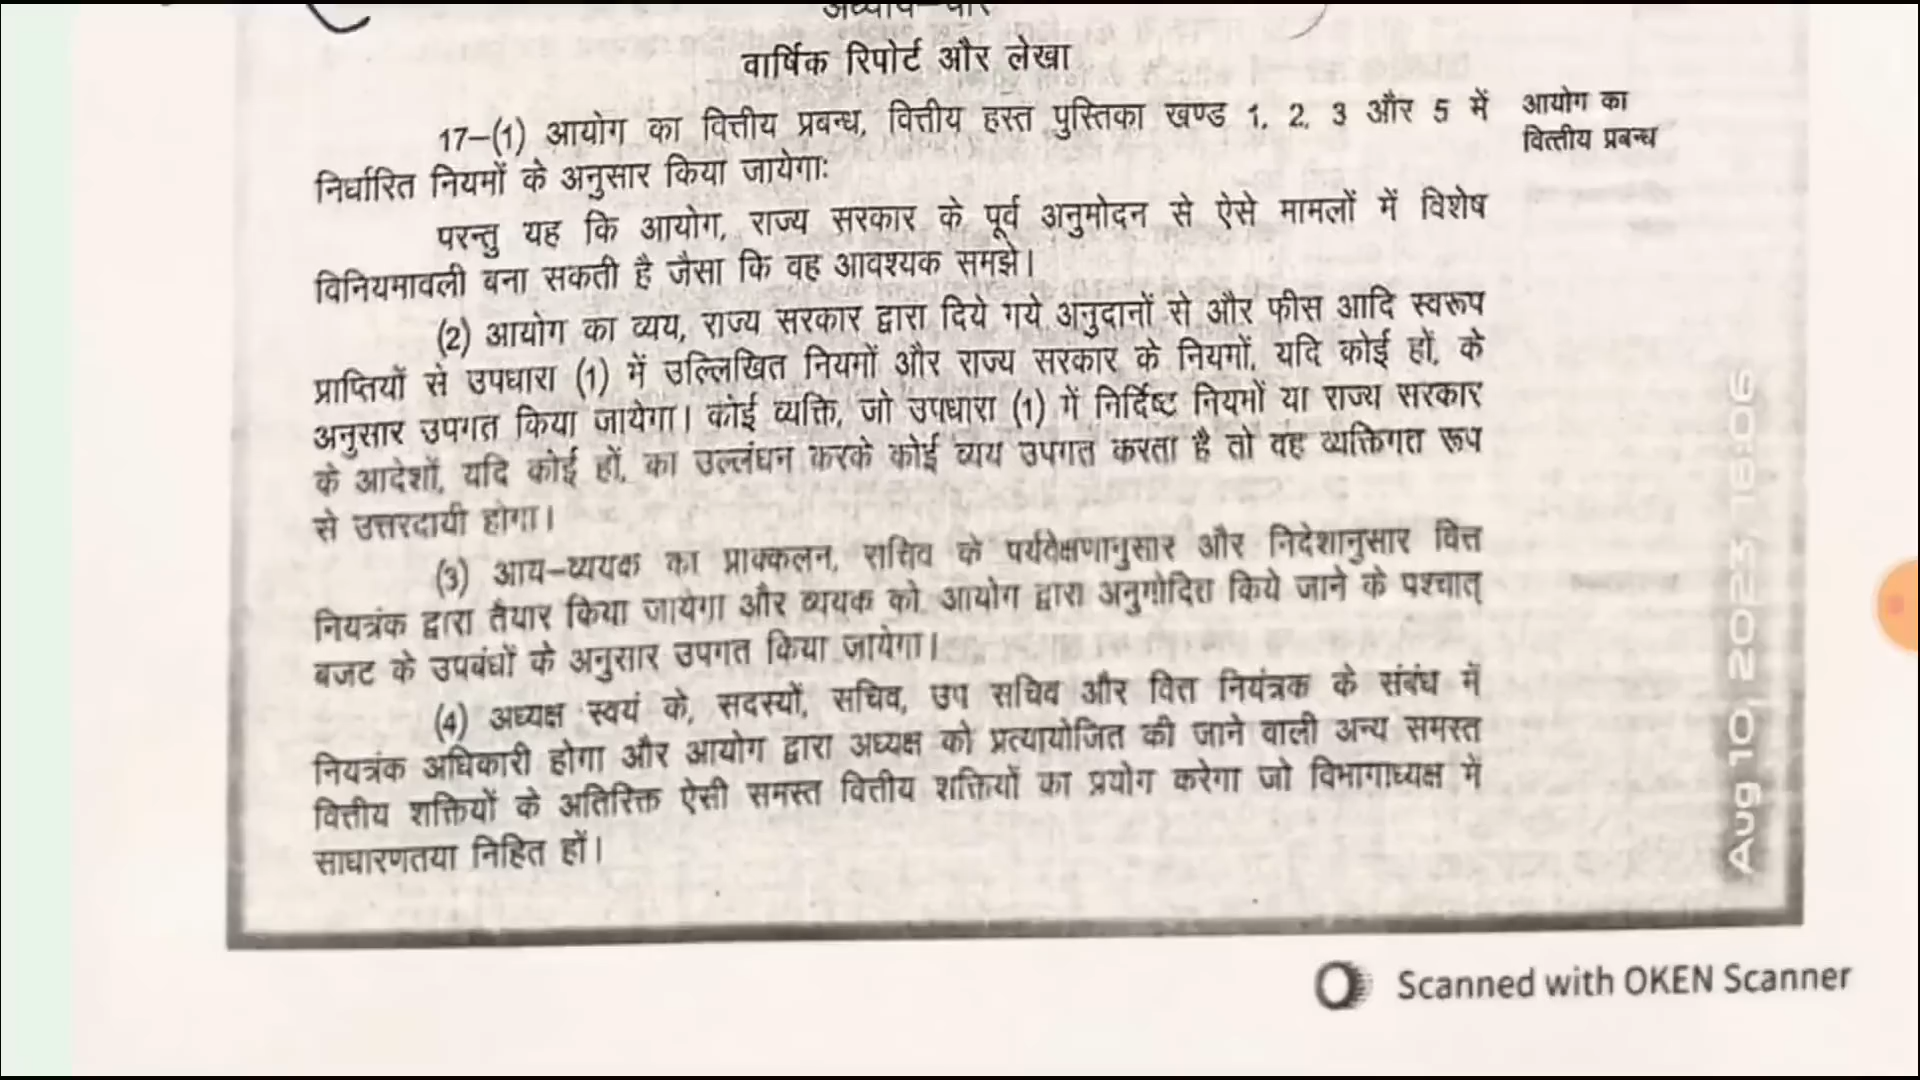 अध्याय—चार
वार्षिक रिपोर्ट और लेखा
17—(1) आयोग का वित्तीय प्रबन्ध, वित्तीय हस्त पुस्तिका खण्ड 1, 2, 3 और 5 में
निर्धारित नियमों के अनुसार किया जायेगाः
आयोग का
वित्तीय प्रबन्ध
परन्तु यह कि आयोग, राज्य सरकार के पूर्व अनुमोदन से ऐसे मामलों में विशेष
विनियमावली बना सकती है जैसा कि वह आवश्यक समझे।
(2) आयोग का व्यय, राज्य सरकार द्वारा दिये गये अनुदानों से और फीस आदि स्वरूप
प्राप्तियों से उपधारा (1) में उल्लिखित नियमों और राज्य सरकार के नियमों, यदि कोई हों, के
अनुसार उपगत किया जायेगा। कोई व्यक्ति, जो उपधारा (1) में निर्दिष्ट नियमों या राज्य सरकार
के आदेशों, यदि कोई हों, का उल्लंघन करके कोई व्यय उपगत करता है तो वह व्यक्तिगत रूप
से उत्तरदायी होगा।
(3) आय—व्ययक का प्राक्कलन, सचिव के पर्यवेक्षणानुसार और निदेशानुसार वित्त
नियत्रंक द्वारा तैयार किया जायेगा और व्ययक को आयोग द्वारा अनुमोदित किये जाने के पश्चात्
बजट के उपबंधों के अनुसार उपगत किया जायेगा।
(4) अध्यक्ष स्वयं के, सदस्यों, सचिव, उप सचिव और वित्त नियंत्रक के संबंध में
नियत्रंक अधिकारी होगा और आयोग द्वारा अध्यक्ष को प्रत्यायोजित की जाने वाली अन्य समस्त
वित्तीय शक्तियों के अतिरिक्त ऐसी समस्त वित्तीय शक्तियों का प्रयोग करेगा जो विभागाध्यक्ष में
साधारणतया निहित हों।
Aug 10, 2023, 16:06
Scanned with OKEN Scanner